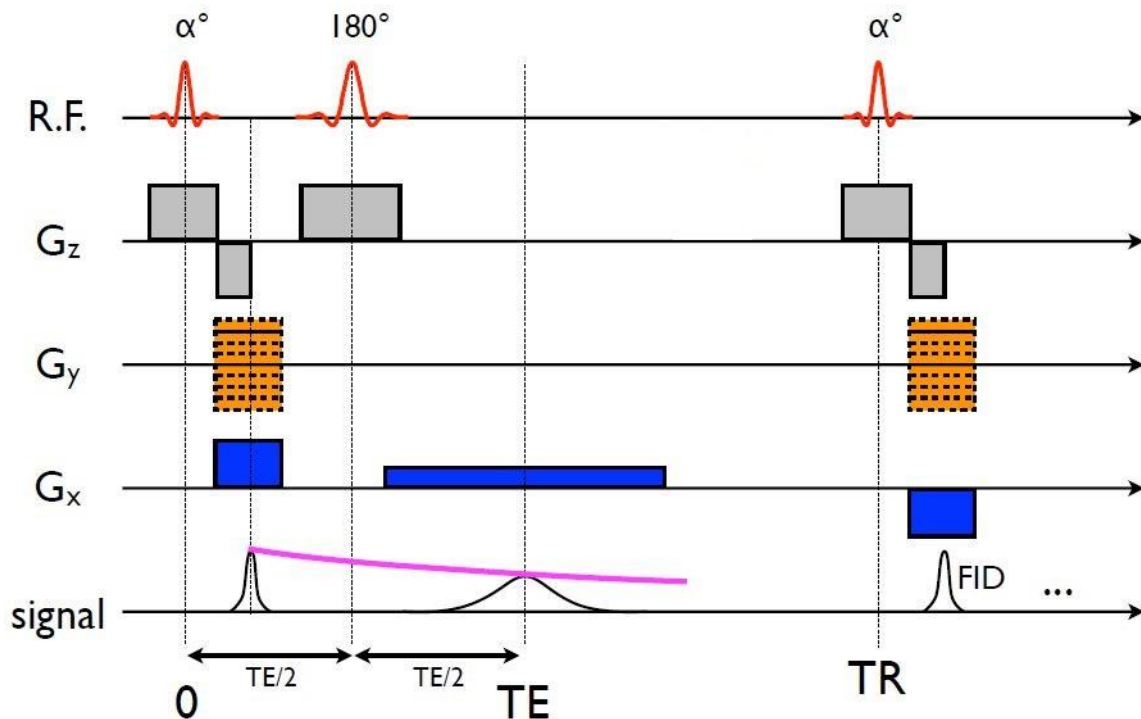 α° 180° α°
R.F.
Gz
Gy
Gx
FID ...
signal
TE/2 TE/2
0 TE TR